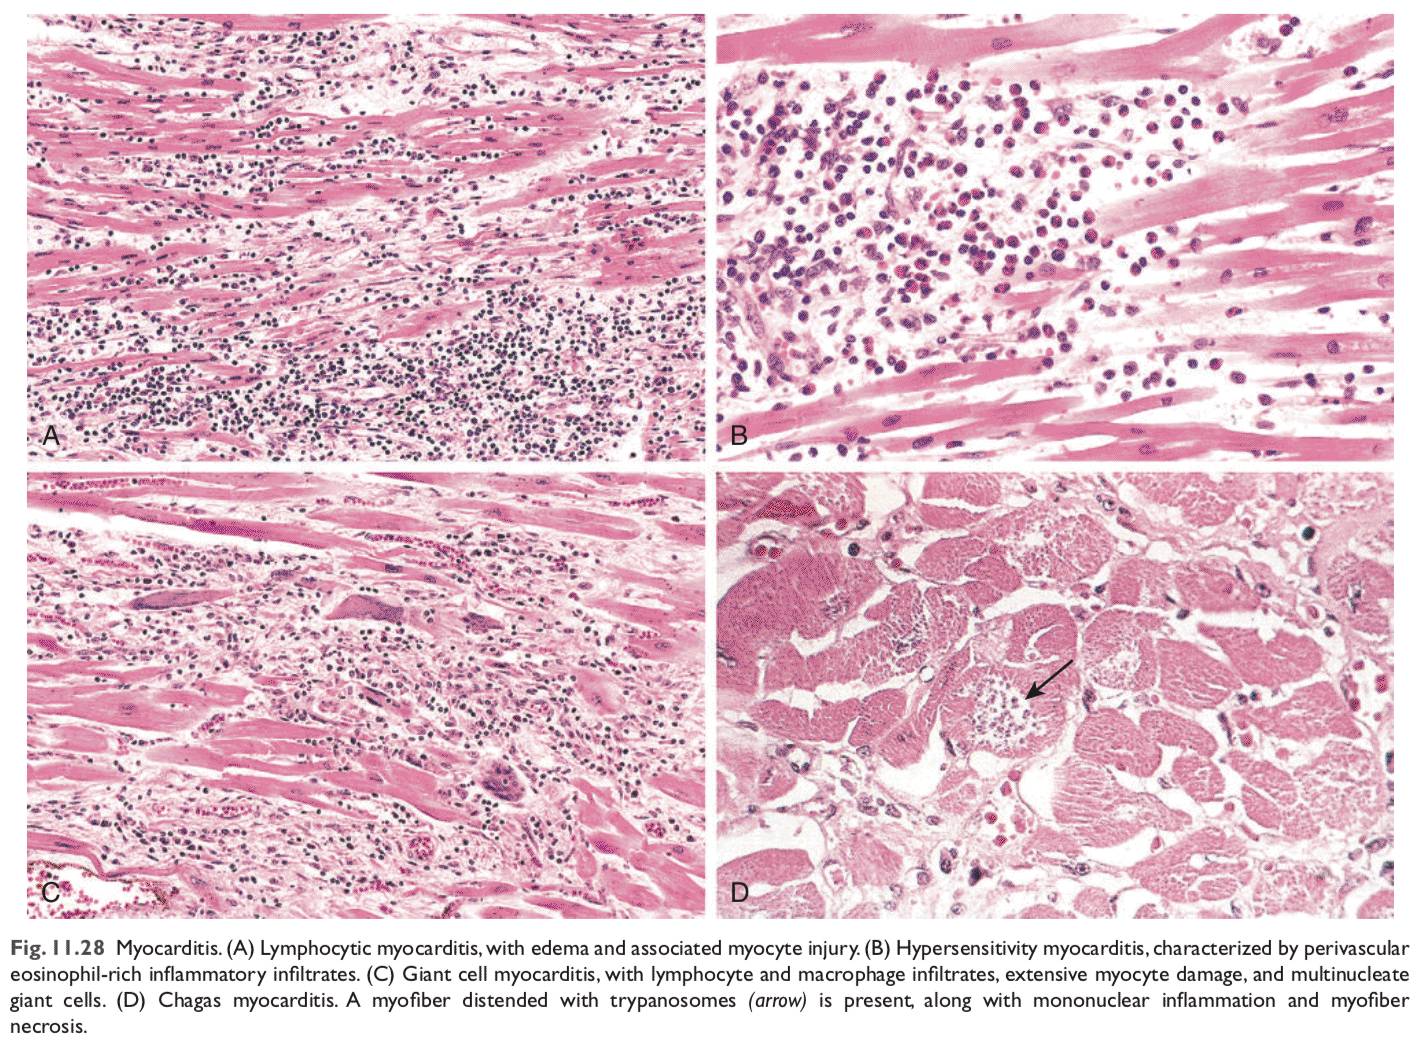 A
B
C
D
Fig. 11.28 Myocarditis. (A) Lymphocytic myocarditis, with edema and associated myocyte injury. (B) Hypersensitivity myocarditis, characterized by perivascular
eosinophil-rich inflammatory infiltrates. (C) Giant cell myocarditis, with lymphocyte and macrophage infiltrates, extensive myocyte damage, and multinucleate
giant cells. (D) Chagas myocarditis. A myofiber distended with trypanosomes (arrow) is present, along with mononuclear inflammation and myofiber
necrosis.